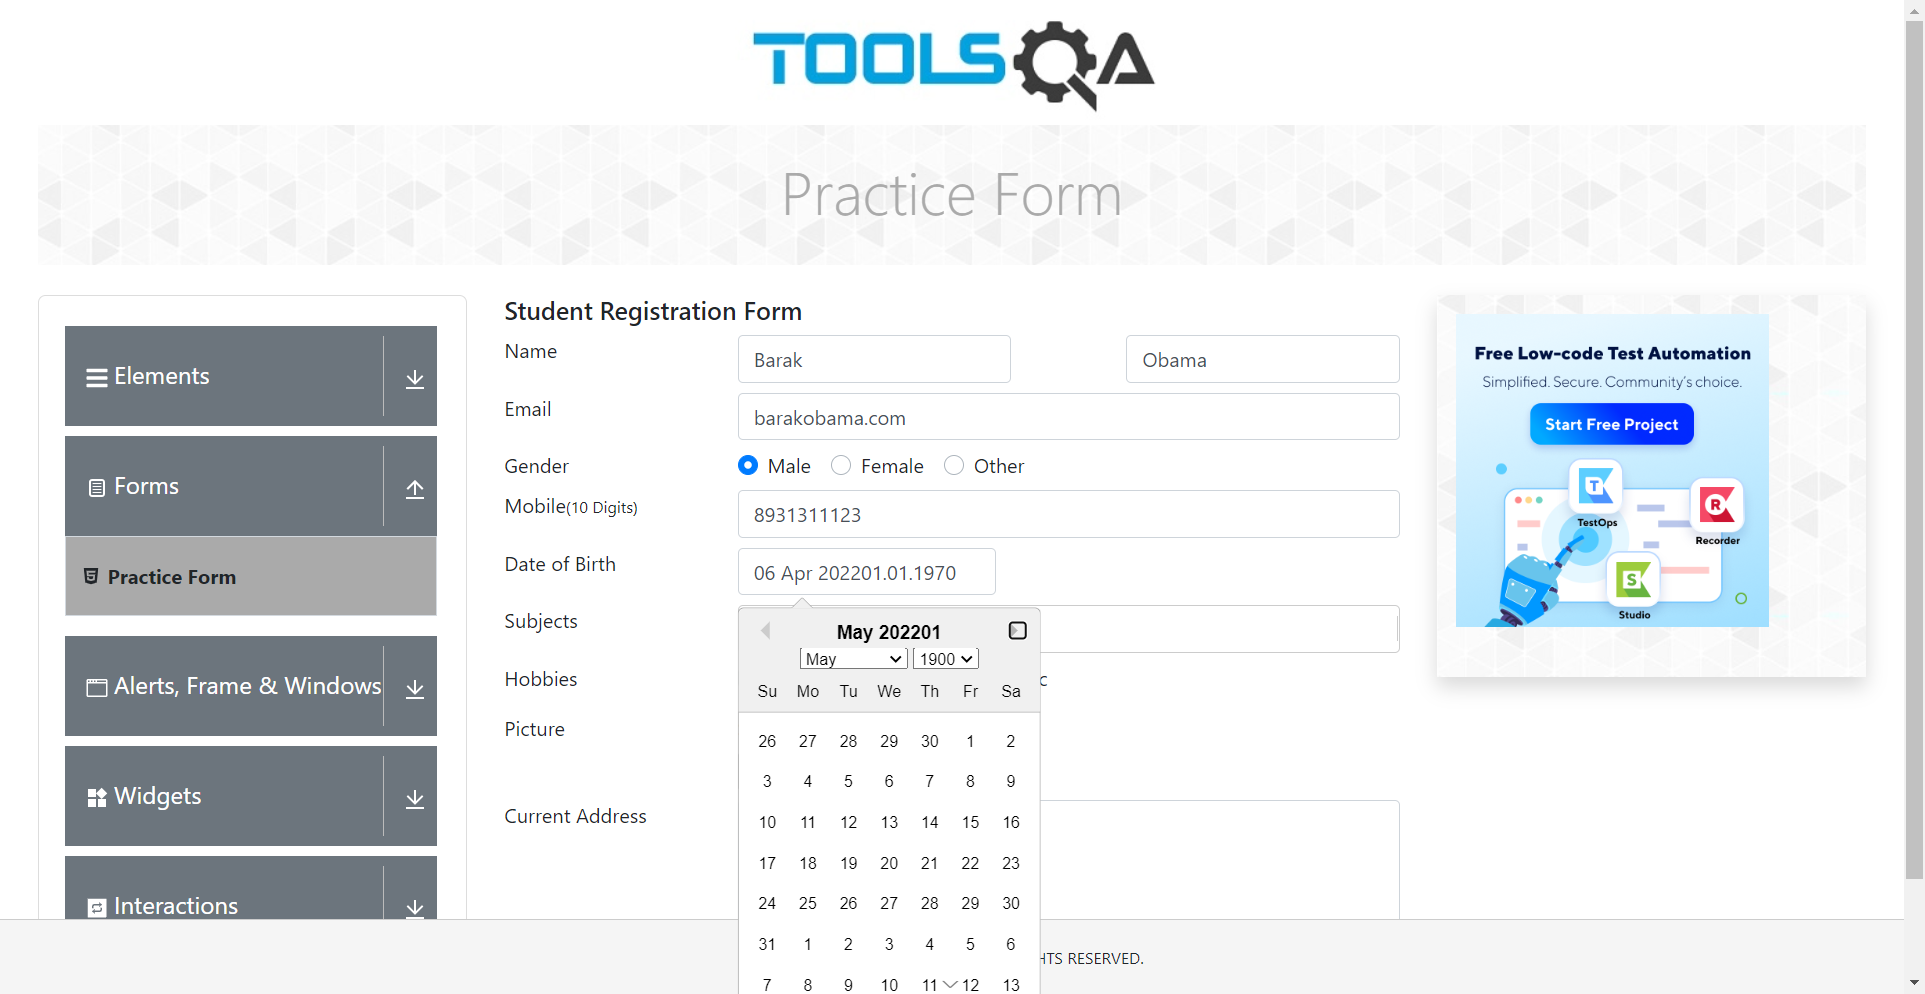 TOOLSQA
Practice Form
Elements
Forms
Practice Form
Alerts, Frame & Windows
Widgets
Interactions
Student Registration Form
Name
Barak
Obama
Email
barakobama.com
Gender
Male
Female
Other
Mobile(10 Digits)
8931311123
Date of Birth
06 Apr 202201.01.1970
Subjects
Hobbies
c
Picture
Current Address
May 202201
May
1900
Su Mo Tu We Th Fr Sa
26 27 28 29 30 1 2
3 4 5 6 7 8 9
10 11 12 13 14 15 16
17 18 19 20 21 22 23
24 25 26 27 28 29 30
31 1 2 3 4 5 6
7 8 9 10 11 12 13
HTS RESERVED.
Free Low-code Test Automation
Simplified. Secure. Community's choice.
Start Free Project
T
TestOps
R
Recorder
S
Studio